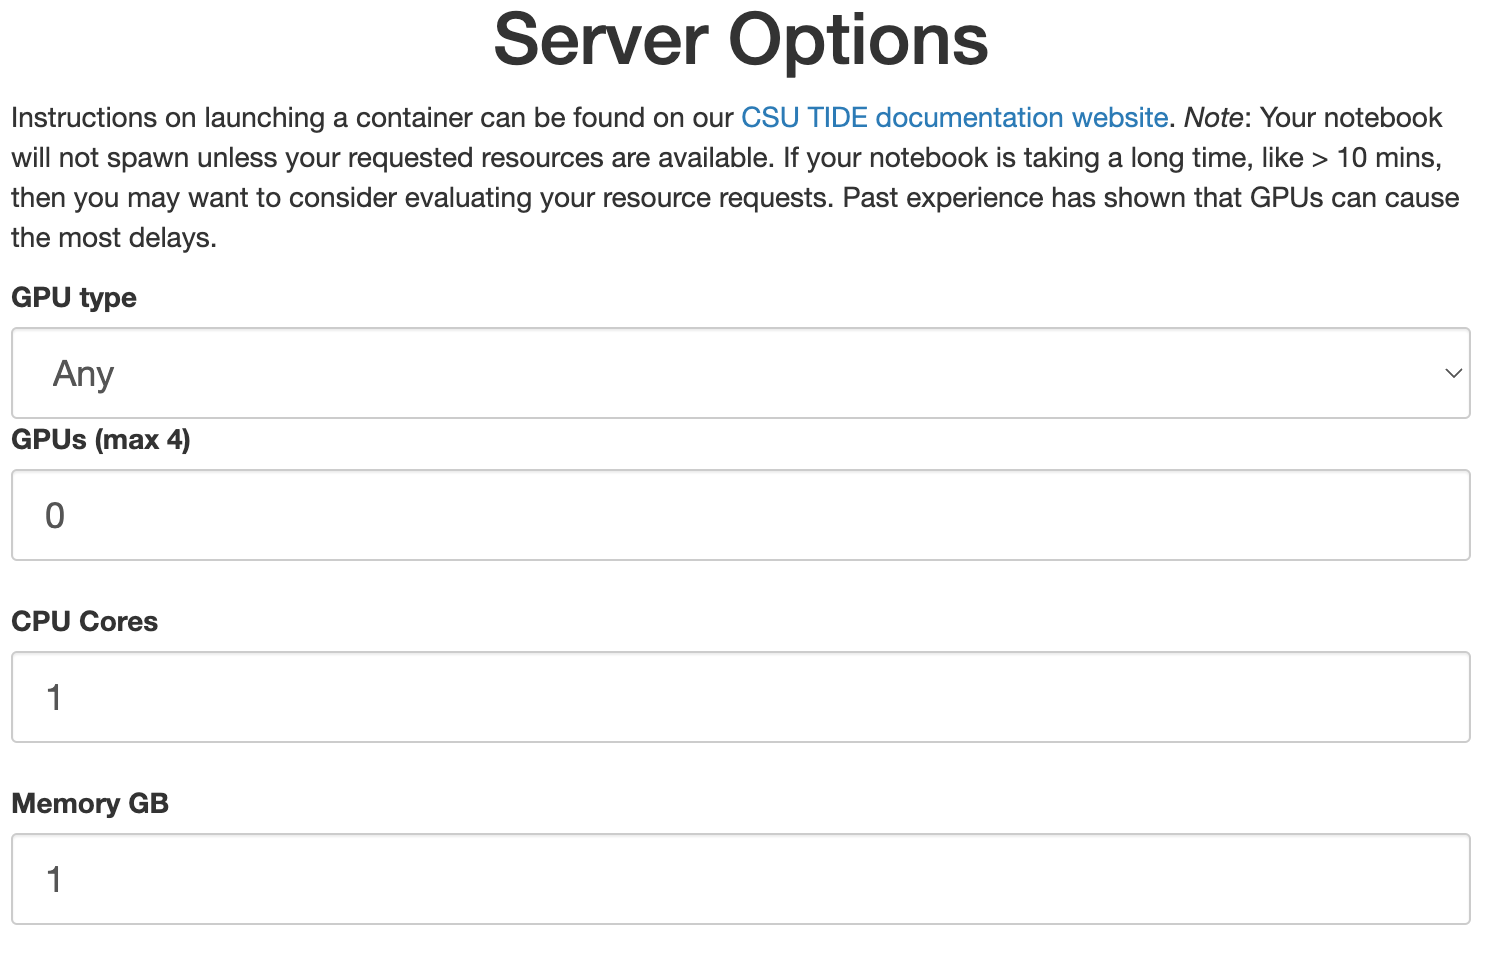 Server Options
Instructions on launching a container can be found on our CSU TIDE documentation website. Note: Your notebook
will not spawn unless your requested resources are available. If your notebook is taking a long time, like > 10 mins,
then you may want to consider evaluating your resource requests. Past experience has shown that GPUs can cause
the most delays.
GPU type
Any
GPUs (max 4)
0
CPU Cores
1
Memory GB
1